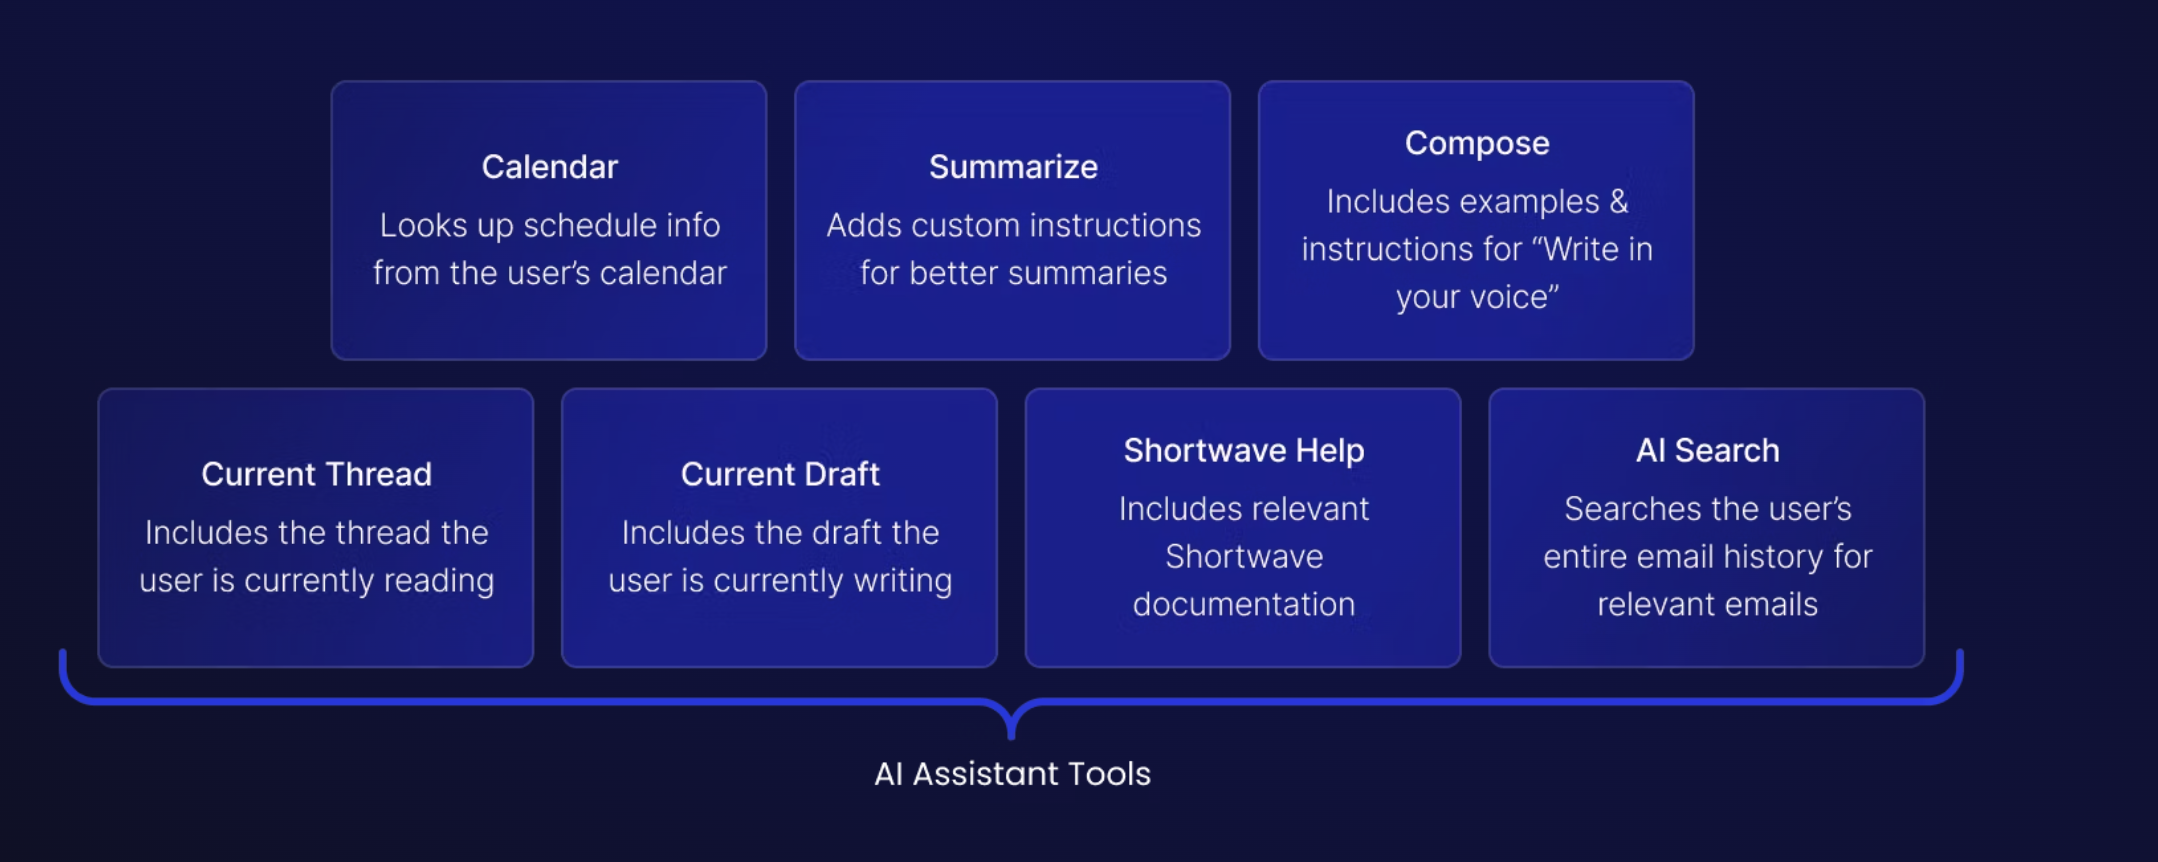 Calendar
Looks up schedule info
from the user’s calendar
Summarize
Adds custom instructions
for better summaries
Compose
Includes examples &
instructions for “Write in
your voice”
Current Thread
Includes the thread the
user is currently reading
Current Draft
Includes the draft the
user is currently writing
Shortwave Help
Includes relevant
Shortwave
documentation
AI Search
Searches the user’s
entire email history for
relevant emails
AI Assistant Tools